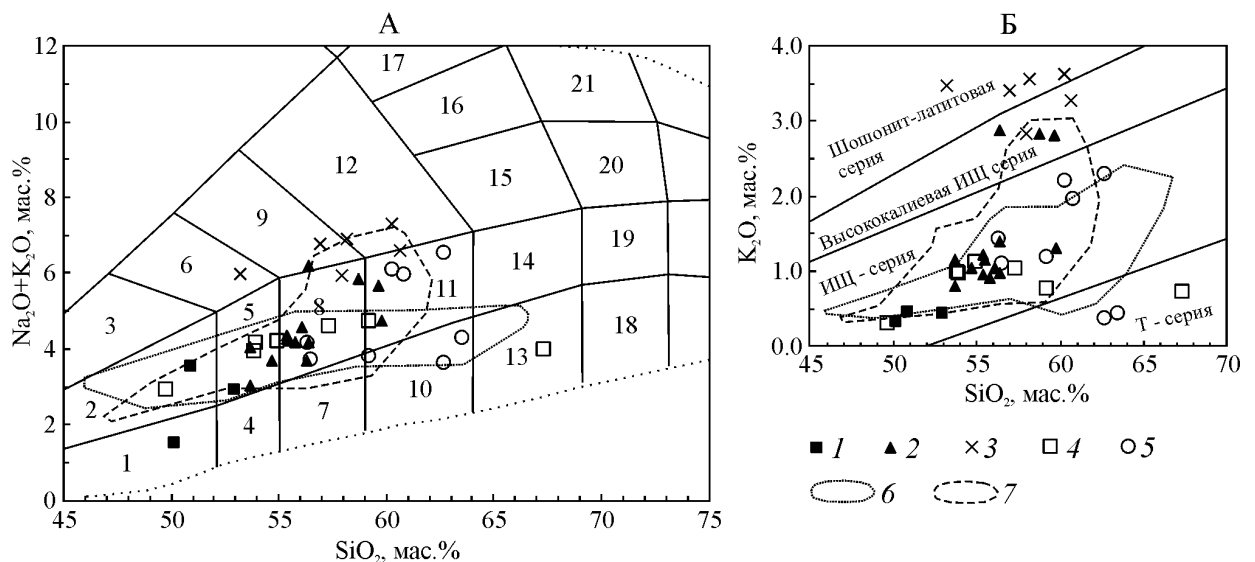 А
Na₂O+K₂O, мас.%
12
10
8
6
4
2
0
17
21
16
12
20
15
9
19
14
6
11
5
8
3
18
13
10
2
7
4
1
45 50 55 60 65 70 75
SiO₂, мас.%
Б
K₂O, мас.%
4.0
3.0
2.0
1.0
0.0
Шошонит-латитовая
серия
Высококалиевая ИЩ серия
ИЩ - серия
Т - серия
45 50 55 60 65 70
SiO₂, мас.%
1 2 3 4 5
6 7